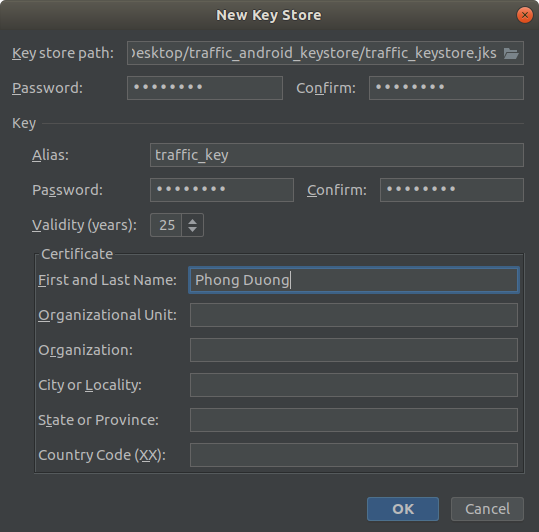 New Key Store
Key store path: Desktop/traffic_android_keystore/traffic_keystore.jks
Password: •••••••• Confirm: ••••••••
Key
Alias: traffic_key
Password: •••••••• Confirm: ••••••••
Validity (years): 25
Certificate
First and Last Name: Phong Duong
Organizational Unit:
Organization:
City or Locality:
State or Province:
Country Code (XX):
OK Cancel